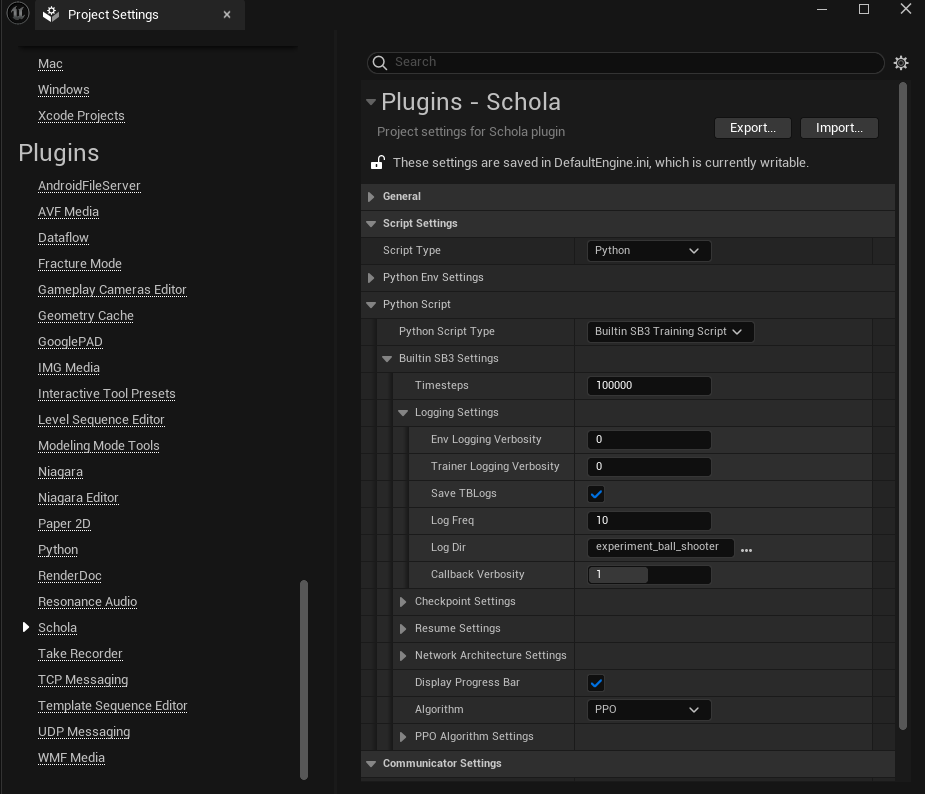 Project Settings
Mac
Windows
Xcode Projects
Plugins
AndroidFileServer
AVF Media
Dataflow
Fracture Mode
Gameplay Cameras Editor
Geometry Cache
GooglePAD
IMG Media
Interactive Tool Presets
Level Sequence Editor
Modeling Mode Tools
Niagara
Niagara Editor
Paper 2D
Python
RenderDoc
Resonance Audio
Schola
Take Recorder
TCP Messaging
Template Sequence Editor
UDP Messaging
WMF Media
Search
Plugins - Schola
Project settings for Schola plugin
Export... Import...
These settings are saved in DefaultEngine.ini, which is currently writable.
General
Script Settings
Script Type Python
Python Env Settings
Python Script
Python Script Type Builtin SB3 Training Script
Builtin SB3 Settings
Timesteps 100000
Logging Settings
Env Logging Verbosity 0
Trainer Logging Verbosity 0
Save TBLogs
Log Freq 10
Log Dir experiment_ball_shooter ...
Callback Verbosity 1
Checkpoint Settings
Resume Settings
Network Architecture Settings
Display Progress Bar
Algorithm PPO
PPO Algorithm Settings
Communicator Settings